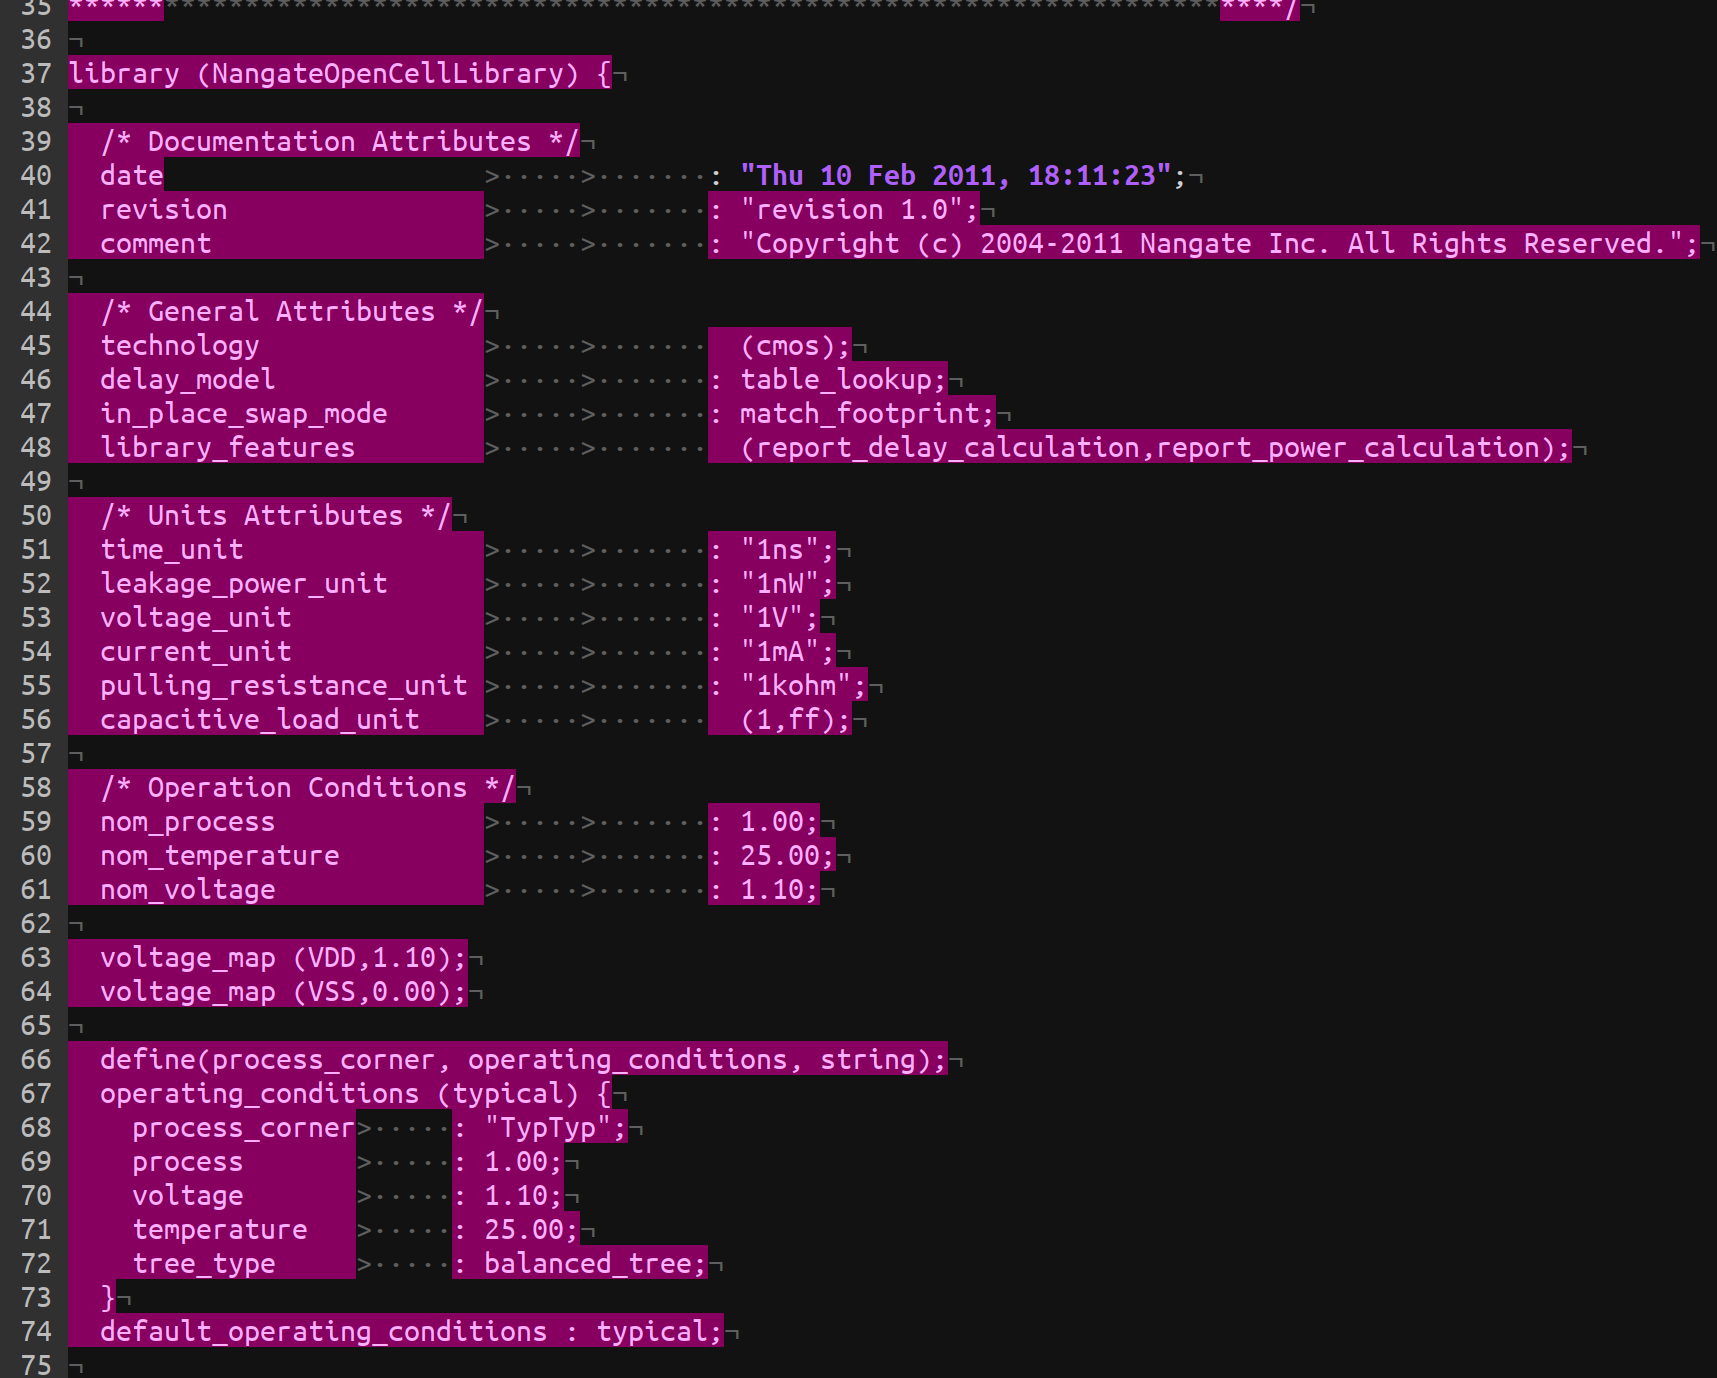 35 ******************************************************************************/
36
37 library (NangateOpenCellLibrary) {
38
39   /* Documentation Attributes */
40   date                    		: "Thu 10 Feb 2011, 18:11:23";
41   revision                		: "revision 1.0";
42   comment                 		: "Copyright (c) 2004-2011 Nangate Inc. All Rights Reserved.";
43
44   /* General Attributes */
45   technology              		  (cmos);
46   delay_model             		: table_lookup;
47   in_place_swap_mode      		: match_footprint;
48   library_features        		  (report_delay_calculation,report_power_calculation);
49
50   /* Units Attributes */
51   time_unit               		: "1ns";
52   leakage_power_unit      		: "1nW";
53   voltage_unit            		: "1V";
54   current_unit            		: "1mA";
55   pulling_resistance_unit 		: "1kohm";
56   capacitive_load_unit    		  (1,ff);
57
58   /* Operation Conditions */
59   nom_process             		: 1.00;
60   nom_temperature         		: 25.00;
61   nom_voltage             		: 1.10;
62
63   voltage_map (VDD,1.10);
64   voltage_map (VSS,0.00);
65
66   define(process_corner, operating_conditions, string);
67   operating_conditions (typical) {
68     process_corner	: "TypTyp";
69     process       	: 1.00;
70     voltage       	: 1.10;
71     temperature   	: 25.00;
72     tree_type     	: balanced_tree;
73   }
74   default_operating_conditions : typical;
75